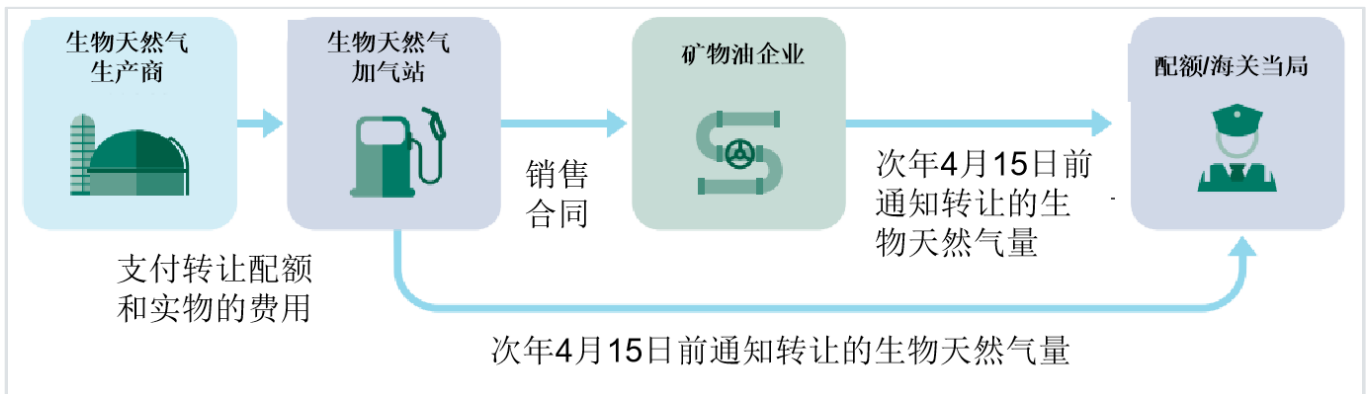 生物天然气
生产商
生物天然气
加气站
矿物油企业
配额/海关当局
销售
合同
次年4月15日前
通知转让的生
物天然气量
支付转让配额
和实物的费用
次年4月15日前通知转让的生物天然气量